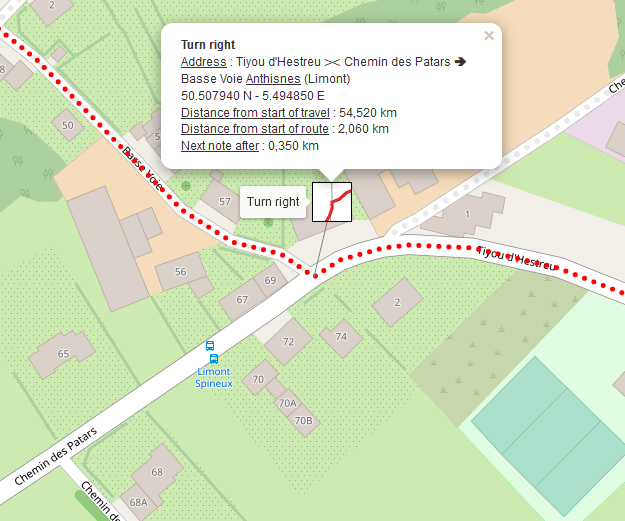 2
Turn right
×
Address : Tiyou d'Hestreu >< Chemin des Patars 🡲
Basse Voie Anthisnes (Limont)
50.507940 N - 5.494850 E
Distance from start of travel : 54,520 km
Distance from start of route : 2,060 km
Next note after : 0,350 km
Che
58
50
5
Basse Voie
57
Turn right
1
Tiyou d'Hestreu
56
69
67
2
74
72
65
Limont
Spineux
70
70A
70B
Chemin des Patars
68
68A
Chemin de